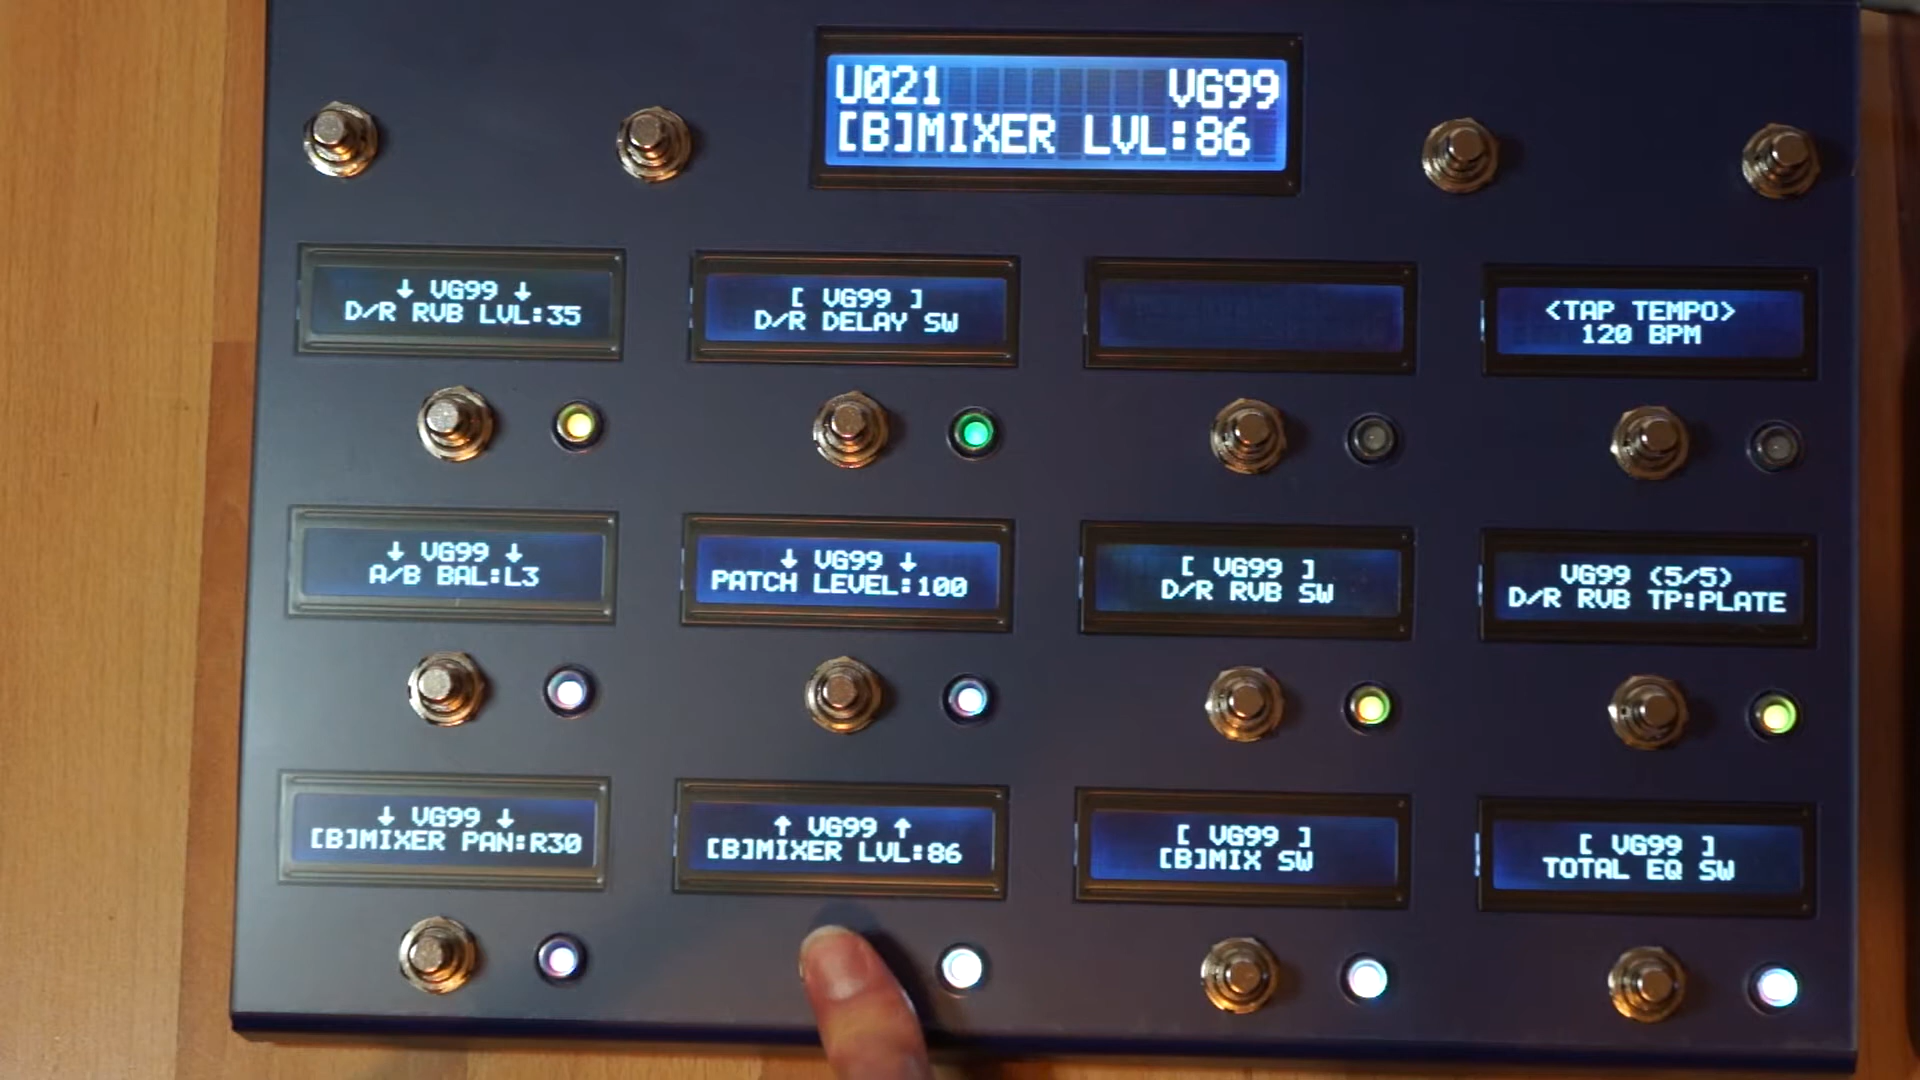 U021 VG99
[B]MIXER LVL:86
↓ VG99 ↓
D/R RVB LVL:35
[ VG99 ]
D/R DELAY SW
<TAP TEMPO>
120 BPM
↓ VG99 ↓
A/B BAL:L3
↓ VG99 ↓
PATCH LEVEL:100
[ VG99 ]
D/R RVB SW
VG99 (5/5)
D/R RVB TP:PLATE
↓ VG99 ↓
[B]MIXER PAN:R30
↑ VG99 ↑
[B]MIXER LVL:86
[ VG99 ]
[B]MIX SW
[ VG99 ]
TOTAL EQ SW